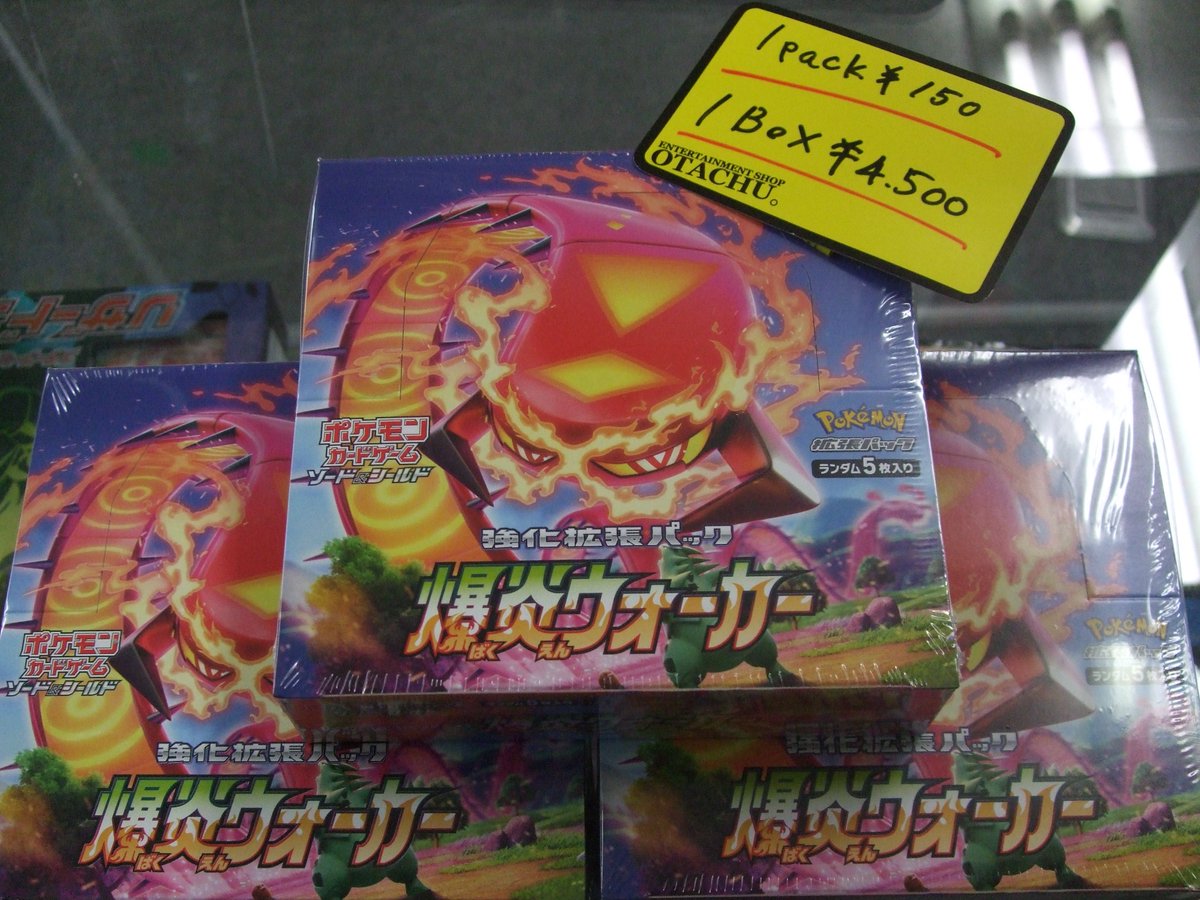 1 pack ¥150
1 Box ¥4.500
ENTERTAINMENT SHOP
OTACHU。
リザード
ポケモン
カードゲーム
ソード&シールド
Pokémon
拡張パック
ランダム5枚入り
強化拡張パック
爆炎ウォーカー
ばく えん
ポケモン
カードゲーム
ソード&シールド
強化拡張パック
爆炎ウォーカー
ばく えん
Pokémon
拡張パック
ランダム5枚入り
強化拡張パック
爆炎ウォーカー
ばく えん